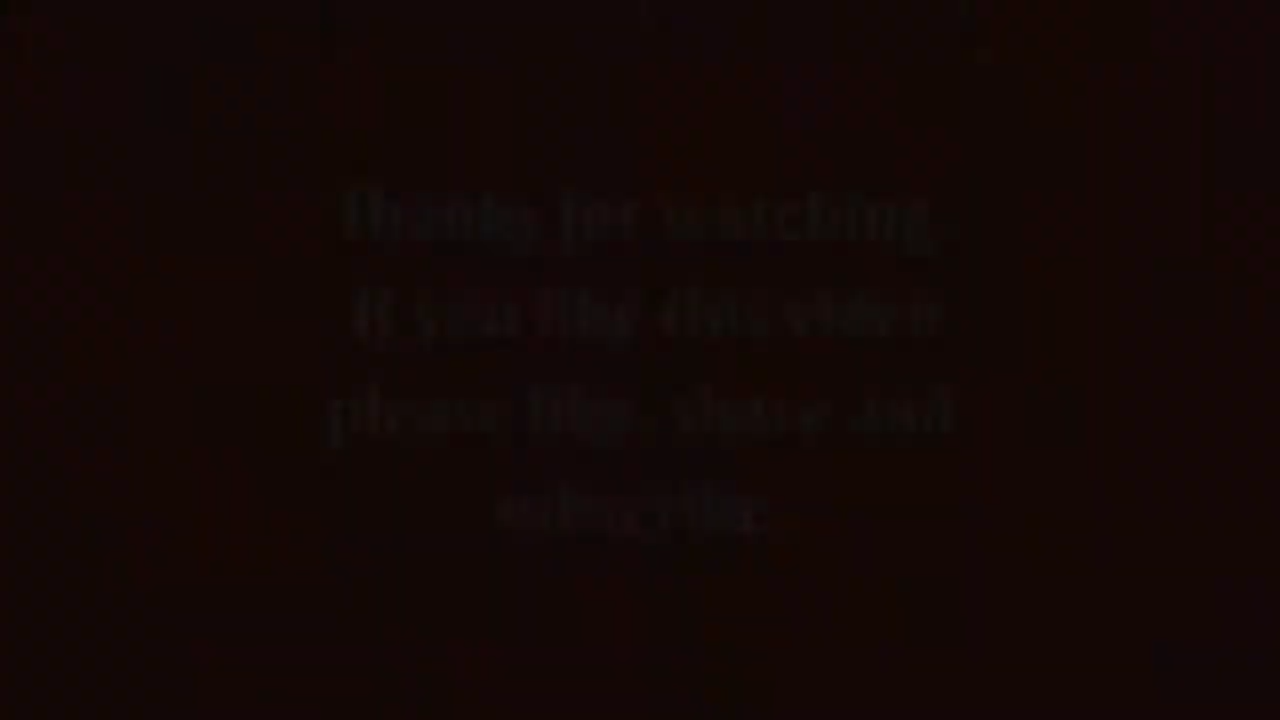 Thanks for watching
If you like this video
please like, share and
subscribe